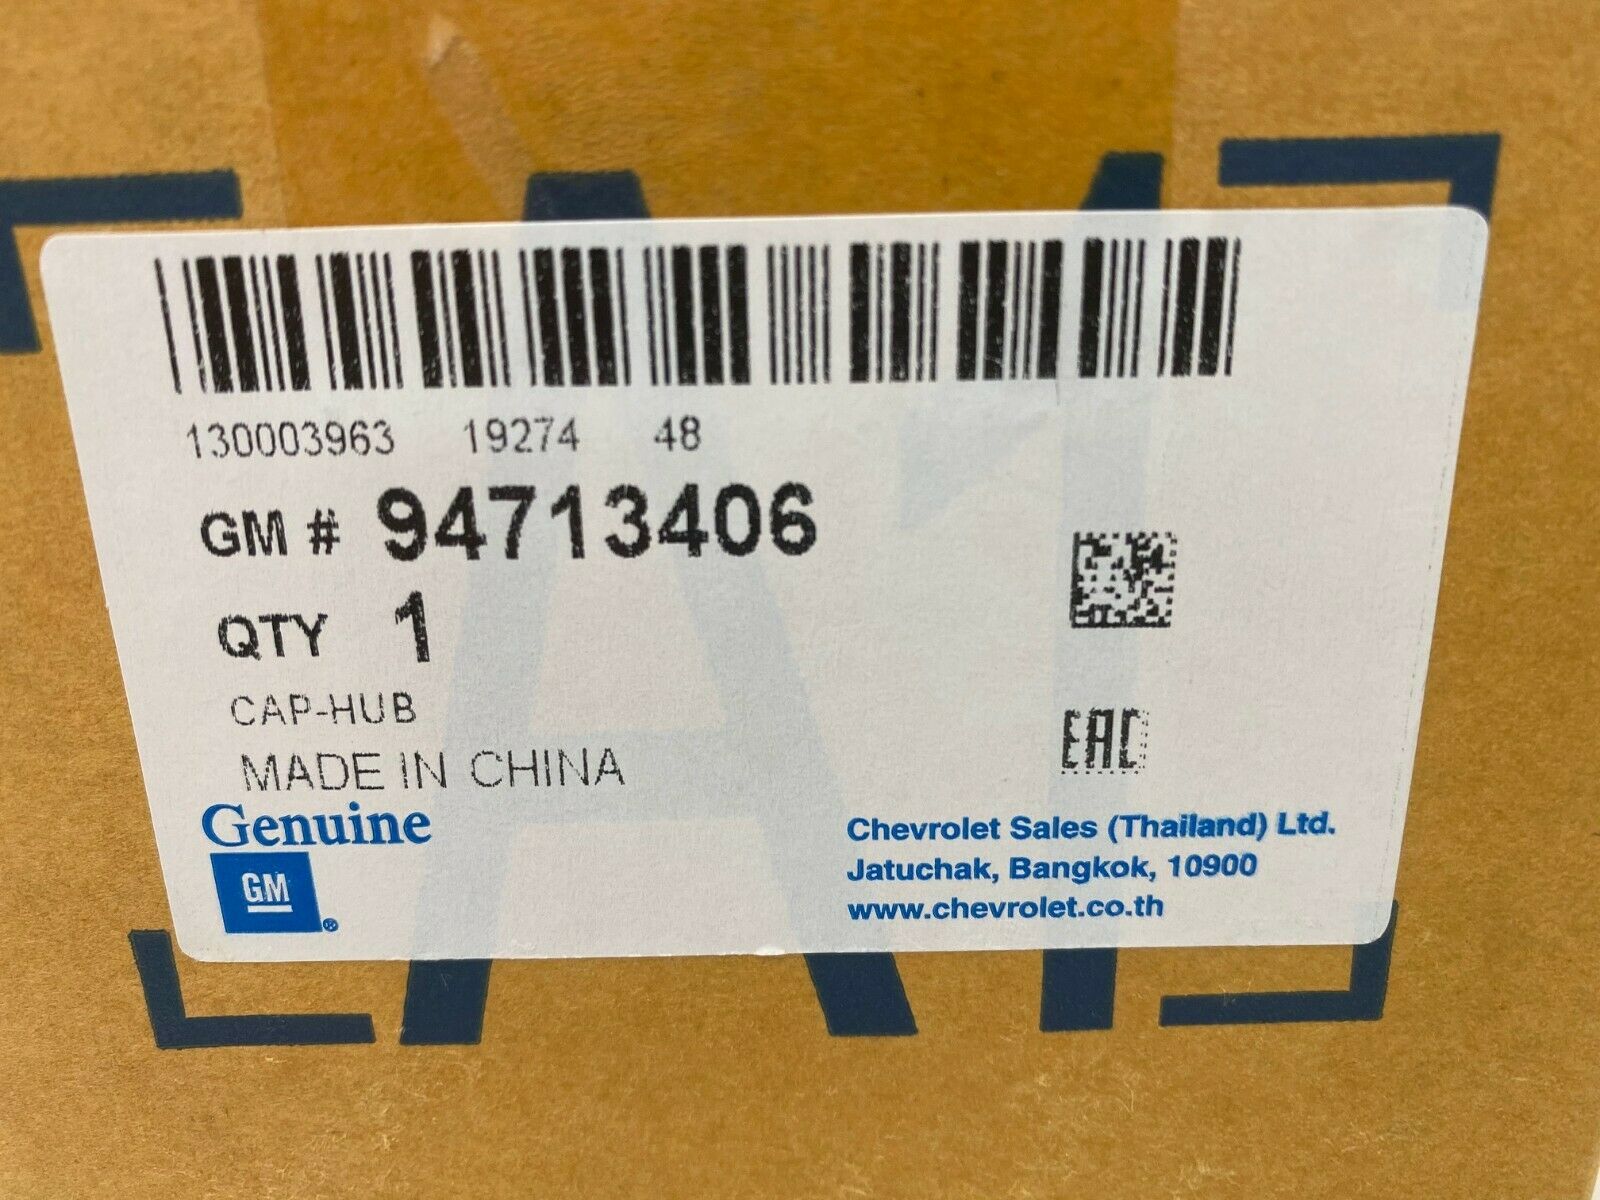 A1
130003963 19274 48
GM # 94713406
QTY 1
CAP-HUB
MADE IN CHINA
EAC
Genuine
GM®
Chevrolet Sales (Thailand) Ltd.
Jatuchak, Bangkok, 10900
www.chevrolet.co.th